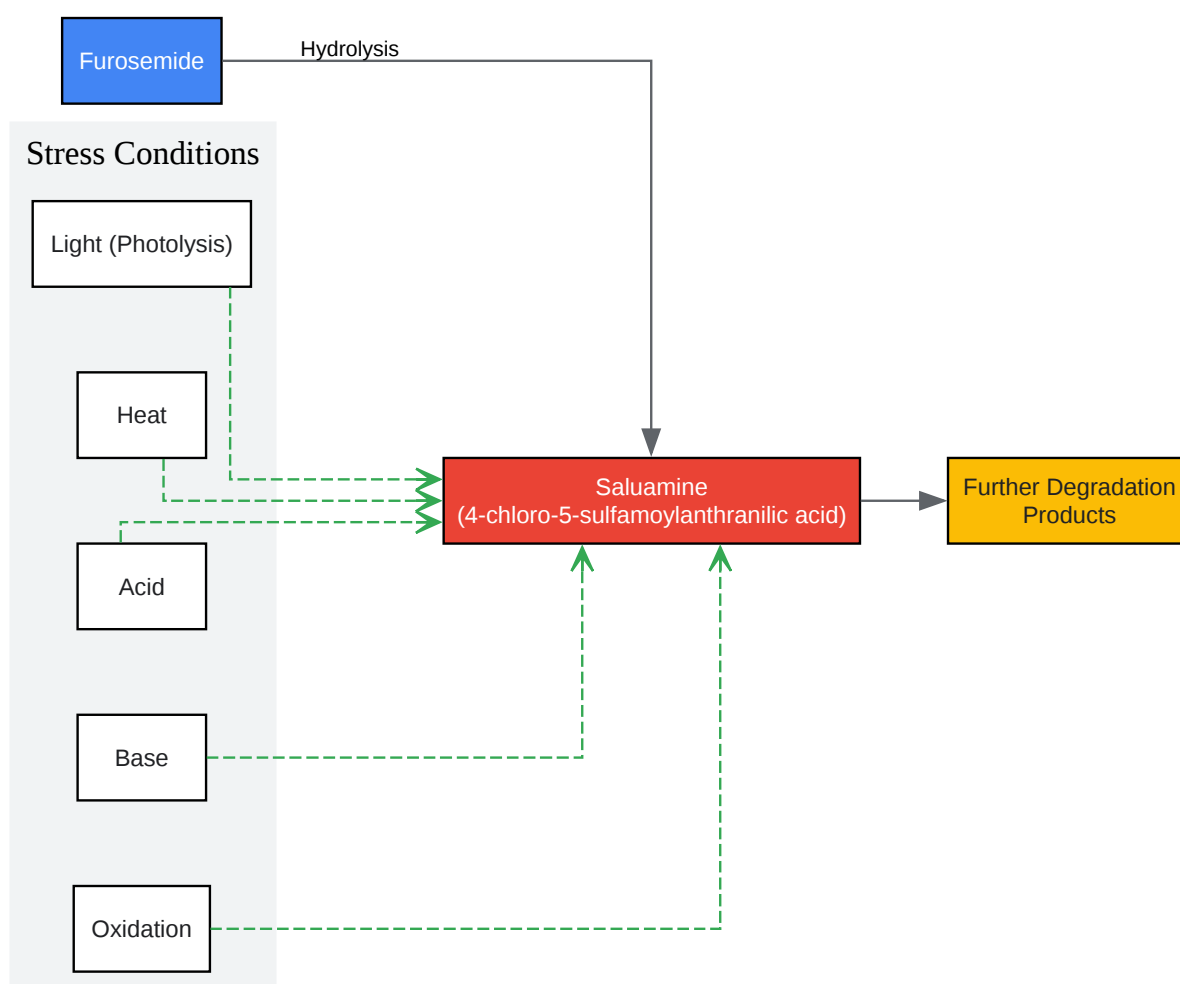 Furosemide
Hydrolysis
Stress Conditions
Light (Photolysis)
Heat
Saluamine
(4-chloro-5-sulfamoylanthranilic acid)
Further Degradation
Products
Acid
Base
Oxidation